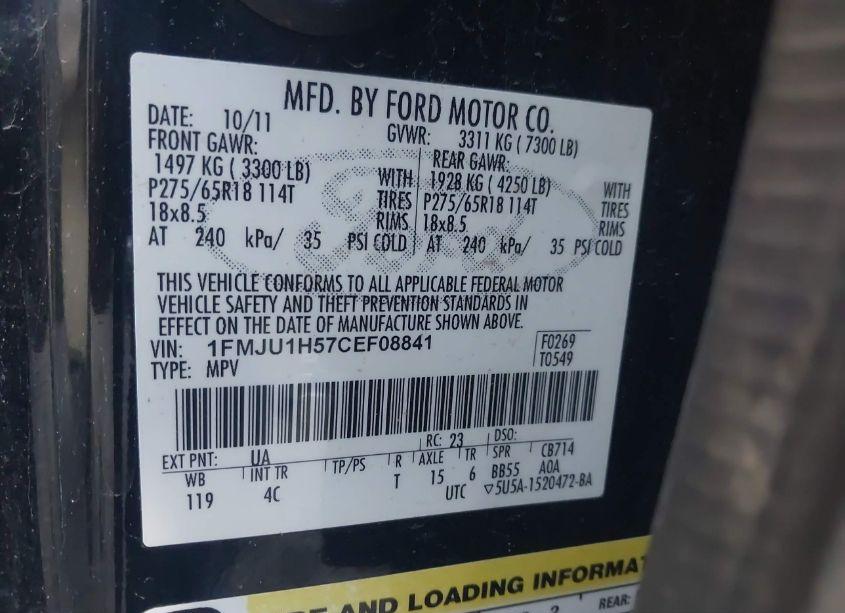 MFD. BY FORD MOTOR CO.
DATE: 10/11 GVWR: 3311 KG ( 7300 LB)
FRONT GAWR: REAR GAWR:
1497 KG ( 3300 LB) WITH 1928 KG ( 4250 LB) WITH
P275/65R18 114T TIRES P275/65R18 114T TIRES
18x8.5 RIMS 18x8.5 RIMS
AT 240 kPa/ 35 PSI COLD AT 240 kPa/ 35 PSI COLD
THIS VEHICLE CONFORMS TO ALL APPLICABLE FEDERAL MOTOR
VEHICLE SAFETY AND THEFT PREVENTION STANDARDS IN
EFFECT ON THE DATE OF MANUFACTURE SHOWN ABOVE.
VIN: 1FMJU1H57CEF08841 F0269
TYPE: MPV T0549
EXT PNT: UA RC: 23 DSO:
WB INT TR TP/PS R AXLE TR SPR CB714
119 4C T 15 6 BB55 A0A
UTC ▽5U5A-1520472-BA
AND LOADING INFORMAT
REAR: